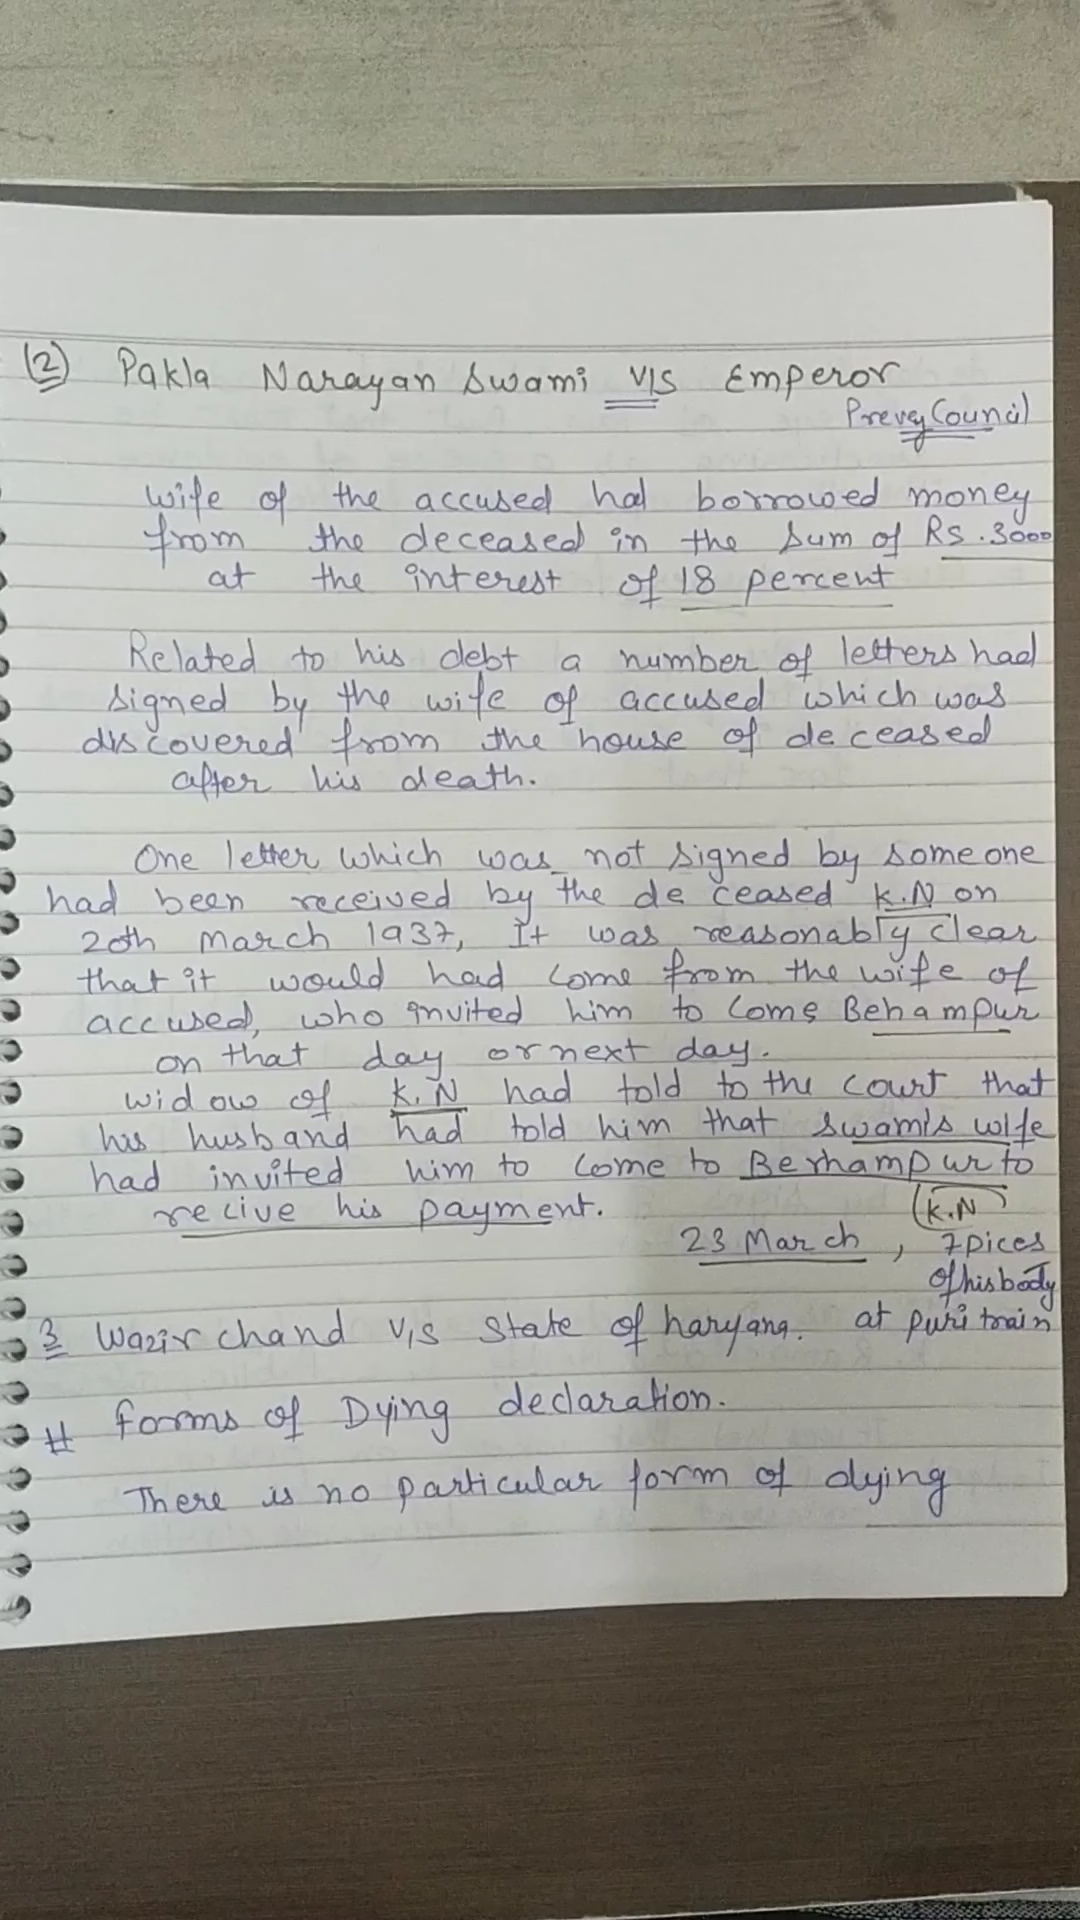 (2) Pakla Narayan Swami V/S Emperor
Prevey Council
wife of the accused had borrowed money
from the deceased in the sum of RS.3000
at the interest of 18 percent
Related to his debt a number of letters had
signed by the wife of accused which was
discovered from the house of deceased
after his death.
One letter which was not signed by someone
had been received by the de ceased K.N on
20th March 1937, It was reasonably clear
that it would had come from the wife of
accused, who invited him to come Behampur
on that day or next day.
widow of K.N had told to the court that
his husband had told him that swami's wife
had invited him to come to Berhampur to
recive his payment.
(K.N)
23 March , 7 pices
of his body
3 Wazir chand V/S State of haryana. at puri train
# forms of Dying declaration.
There is no particular form of dying